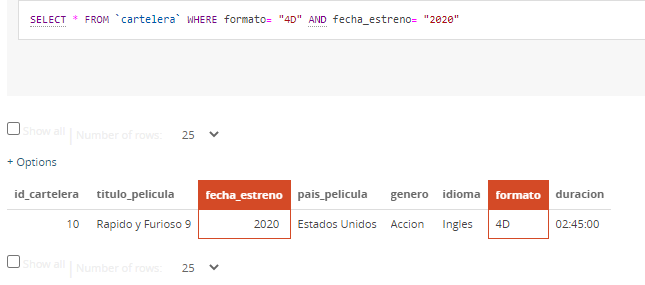 SELECT * FROM `cartelera` WHERE formato= "4D" AND fecha_estreno= "2020"
Show all | Number of rows: 25
+ Options
id_cartelera titulo_pelicula fecha_estreno pais_pelicula genero idioma formato duracion
10 Rapido y Furioso 9 2020 Estados Unidos Accion Ingles 4D 02:45:00
Show all | Number of rows: 25